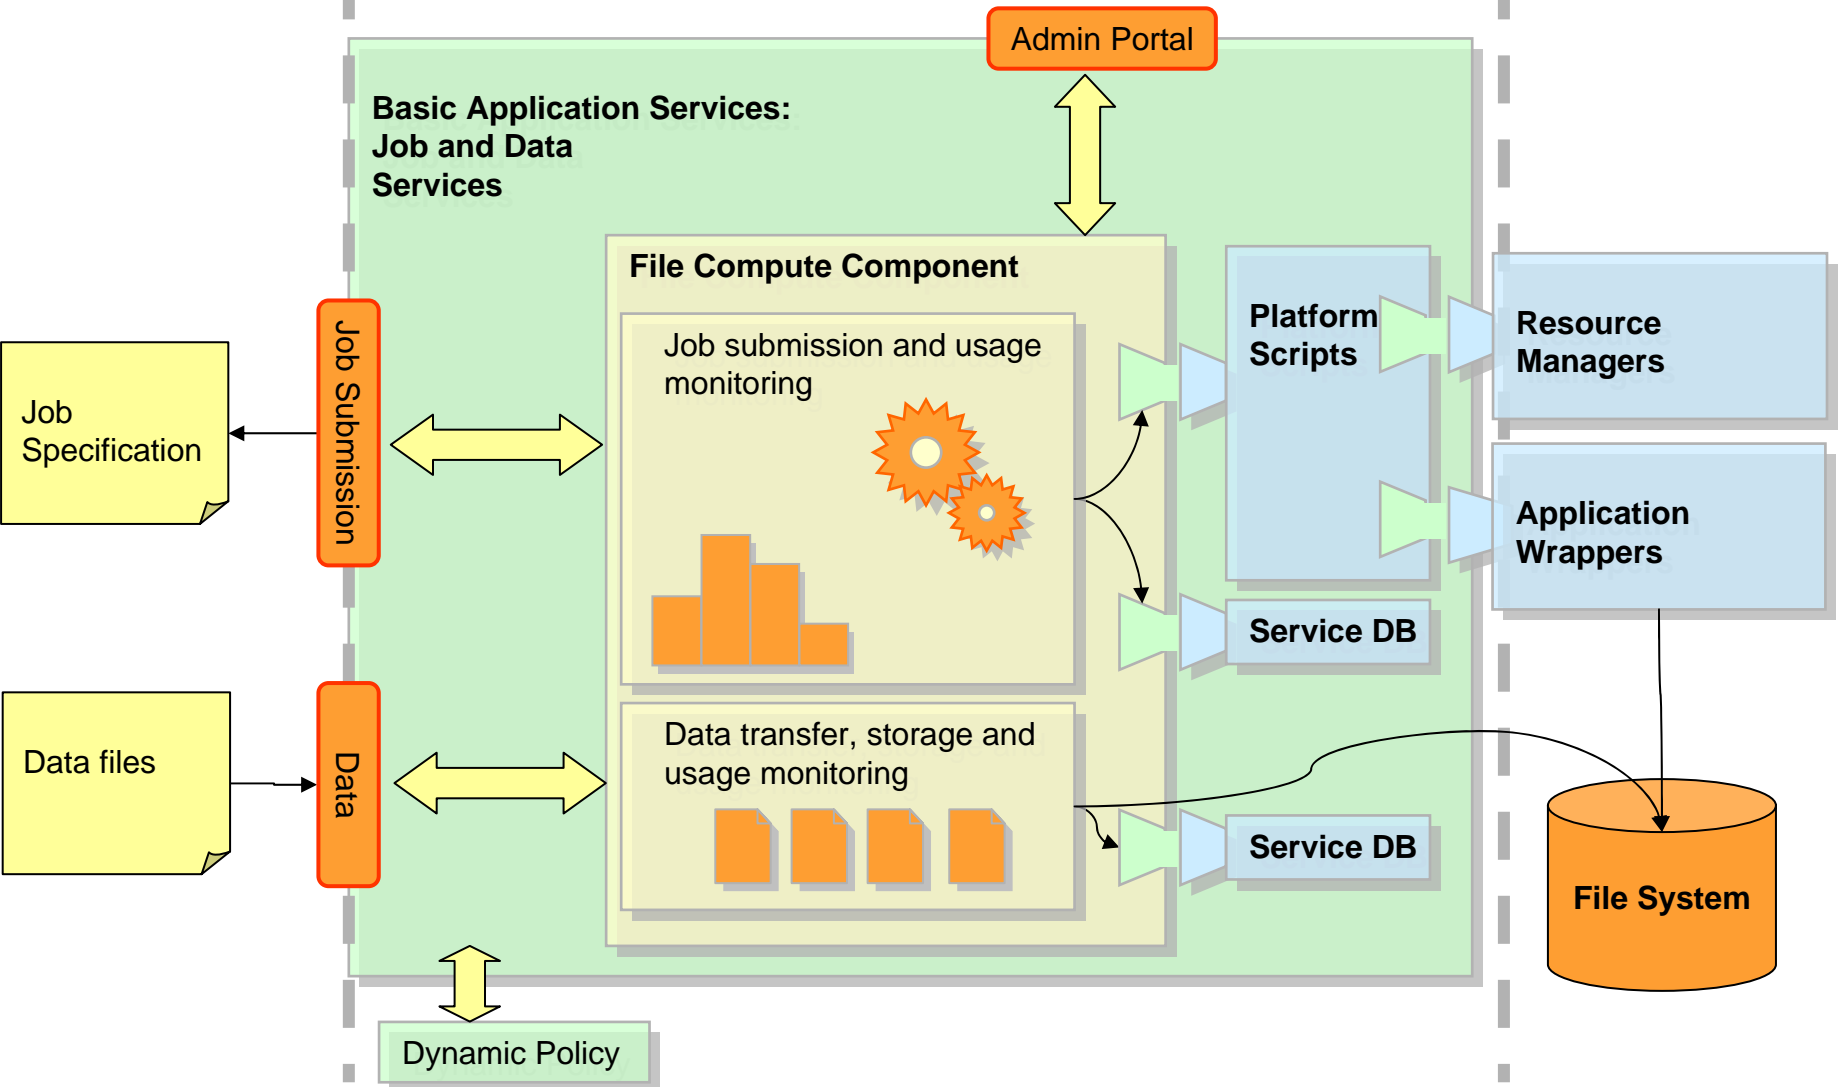 Admin Portal
Basic Application Services:
Job and Data
Services
File Compute Component
Job submission and usage
monitoring
Platform
Scripts
Resource
Managers
Job Submission
Job
Specification
Application
Wrappers
Service DB
Data files
Data
Data transfer, storage and
usage monitoring
Service DB
File System
Dynamic Policy